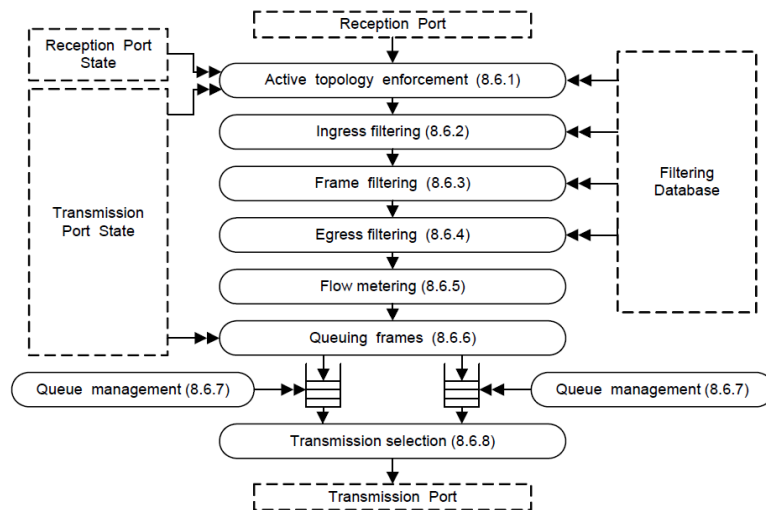 Reception Port
Reception Port
State
Active topology enforcement (8.6.1)
Ingress filtering (8.6.2)
Frame filtering (8.6.3)
Filtering
Database
Transmission
Port State
Egress filtering (8.6.4)
Flow metering (8.6.5)
Queuing frames (8.6.6)
Queue management (8.6.7)
Queue management (8.6.7)
Transmission selection (8.6.8)
Transmission Port